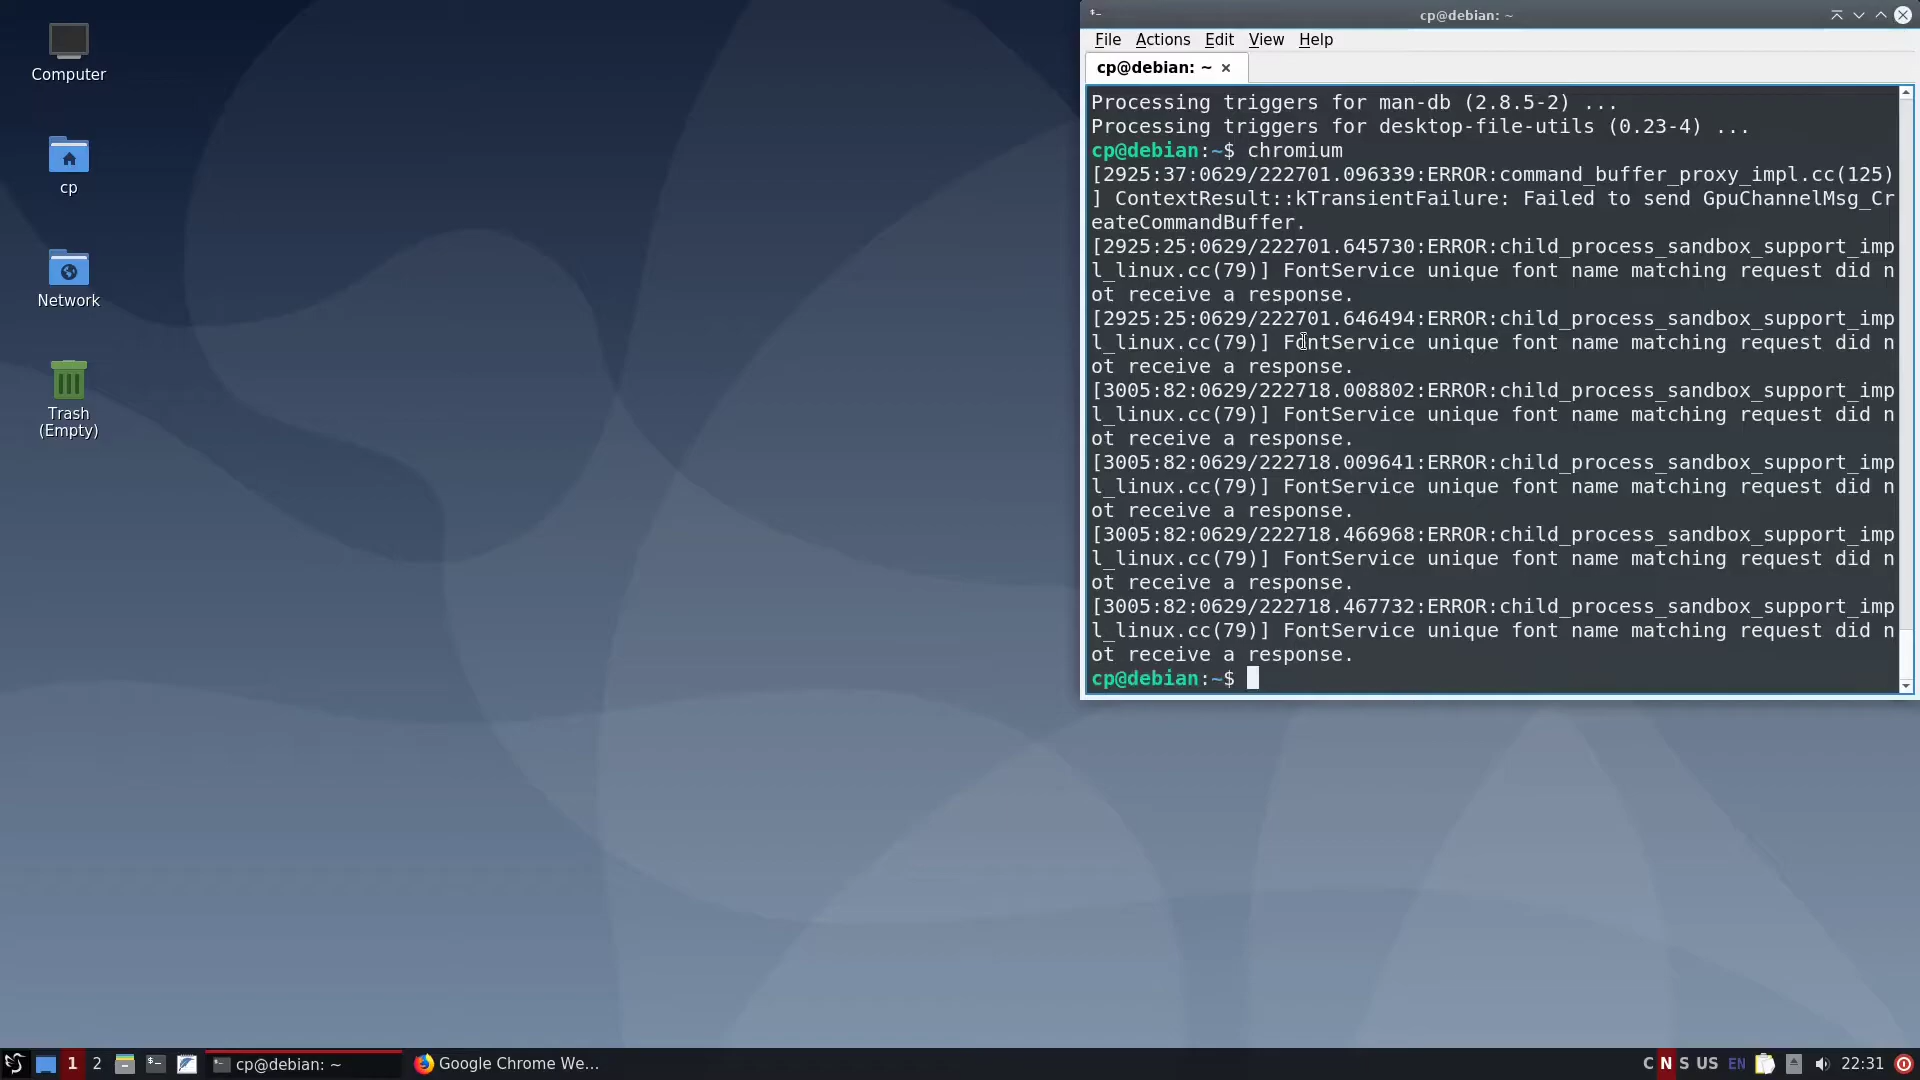 Computer
cp
Network
Trash
(Empty)
cp@debian: ~
File Actions Edit View Help
cp@debian: ~ ×
Processing triggers for man-db (2.8.5-2) ...
Processing triggers for desktop-file-utils (0.23-4) ...
cp@debian:~$ chromium
[2925:37:0629/222701.096339:ERROR:command_buffer_proxy_impl.cc(125)
] ContextResult::kTransientFailure: Failed to send GpuChannelMsg_Cr
eateCommandBuffer.
[2925:25:0629/222701.645730:ERROR:child_process_sandbox_support_imp
l_linux.cc(79)] FontService unique font name matching request did n
ot receive a response.
[2925:25:0629/222701.646494:ERROR:child_process_sandbox_support_imp
l_linux.cc(79)] FontService unique font name matching request did n
ot receive a response.
[3005:82:0629/222718.008802:ERROR:child_process_sandbox_support_imp
l_linux.cc(79)] FontService unique font name matching request did n
ot receive a response.
[3005:82:0629/222718.009641:ERROR:child_process_sandbox_support_imp
l_linux.cc(79)] FontService unique font name matching request did n
ot receive a response.
[3005:82:0629/222718.466968:ERROR:child_process_sandbox_support_imp
l_linux.cc(79)] FontService unique font name matching request did n
ot receive a response.
[3005:82:0629/222718.467732:ERROR:child_process_sandbox_support_imp
l_linux.cc(79)] FontService unique font name matching request did n
ot receive a response.
cp@debian:~$
1 2 cp@debian: ~ Google Chrome We... C N S US EN 22:31